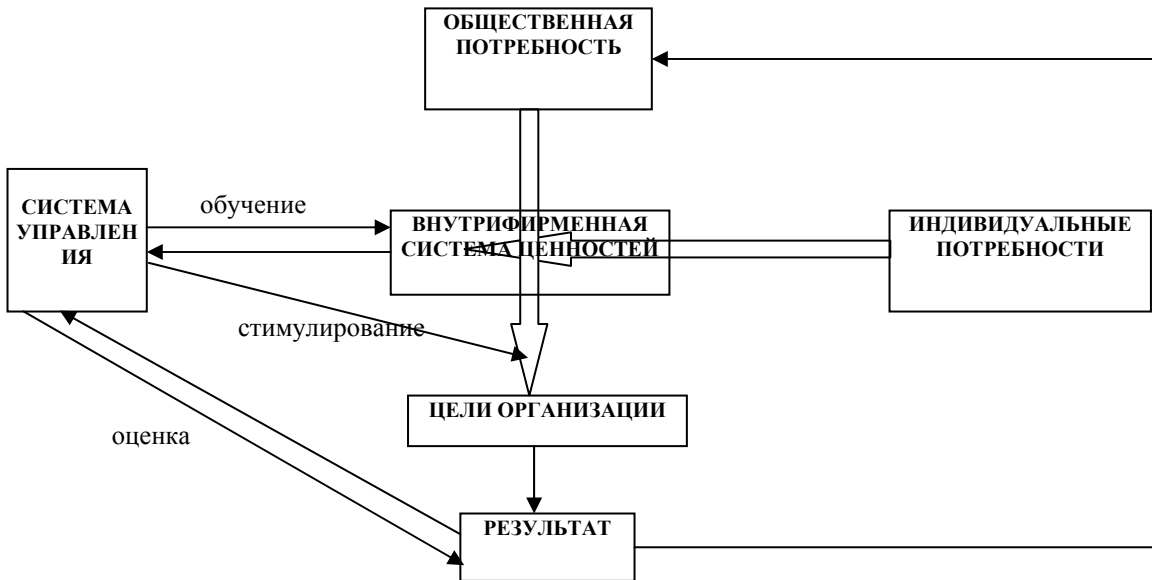 ОБЩЕСТВЕННАЯ
ПОТРЕБНОСТЬ
СИСТЕМА
УПРАВЛЕН
ИЯ
обучение
ВНУТРИФИРМЕННАЯ
СИСТЕМА ЦЕННОСТЕЙ
ИНДИВИДУАЛЬНЫЕ
ПОТРЕБНОСТИ
стимулирование
ЦЕЛИ ОРГАНИЗАЦИИ
оценка
РЕЗУЛЬТАТ